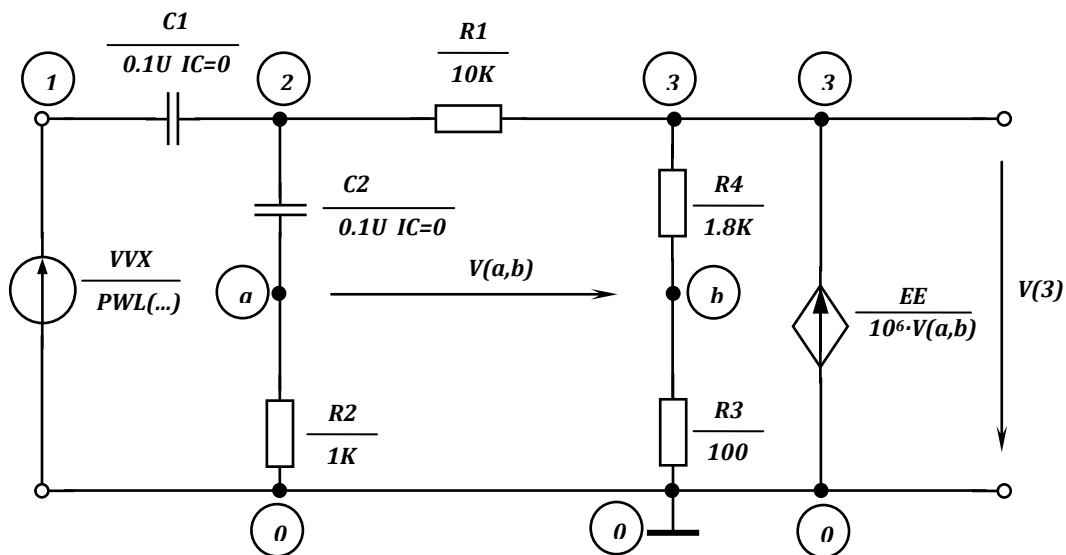 C1
0.1U IC=0
R1
10K
1
2
3
3
C2
0.1U IC=0
R4
1.8K
VVX
PWL(...)
a
V(a,b)
b
EE
10⁶·V(a,b)
V(3)
R2
1K
R3
100
0
0
0